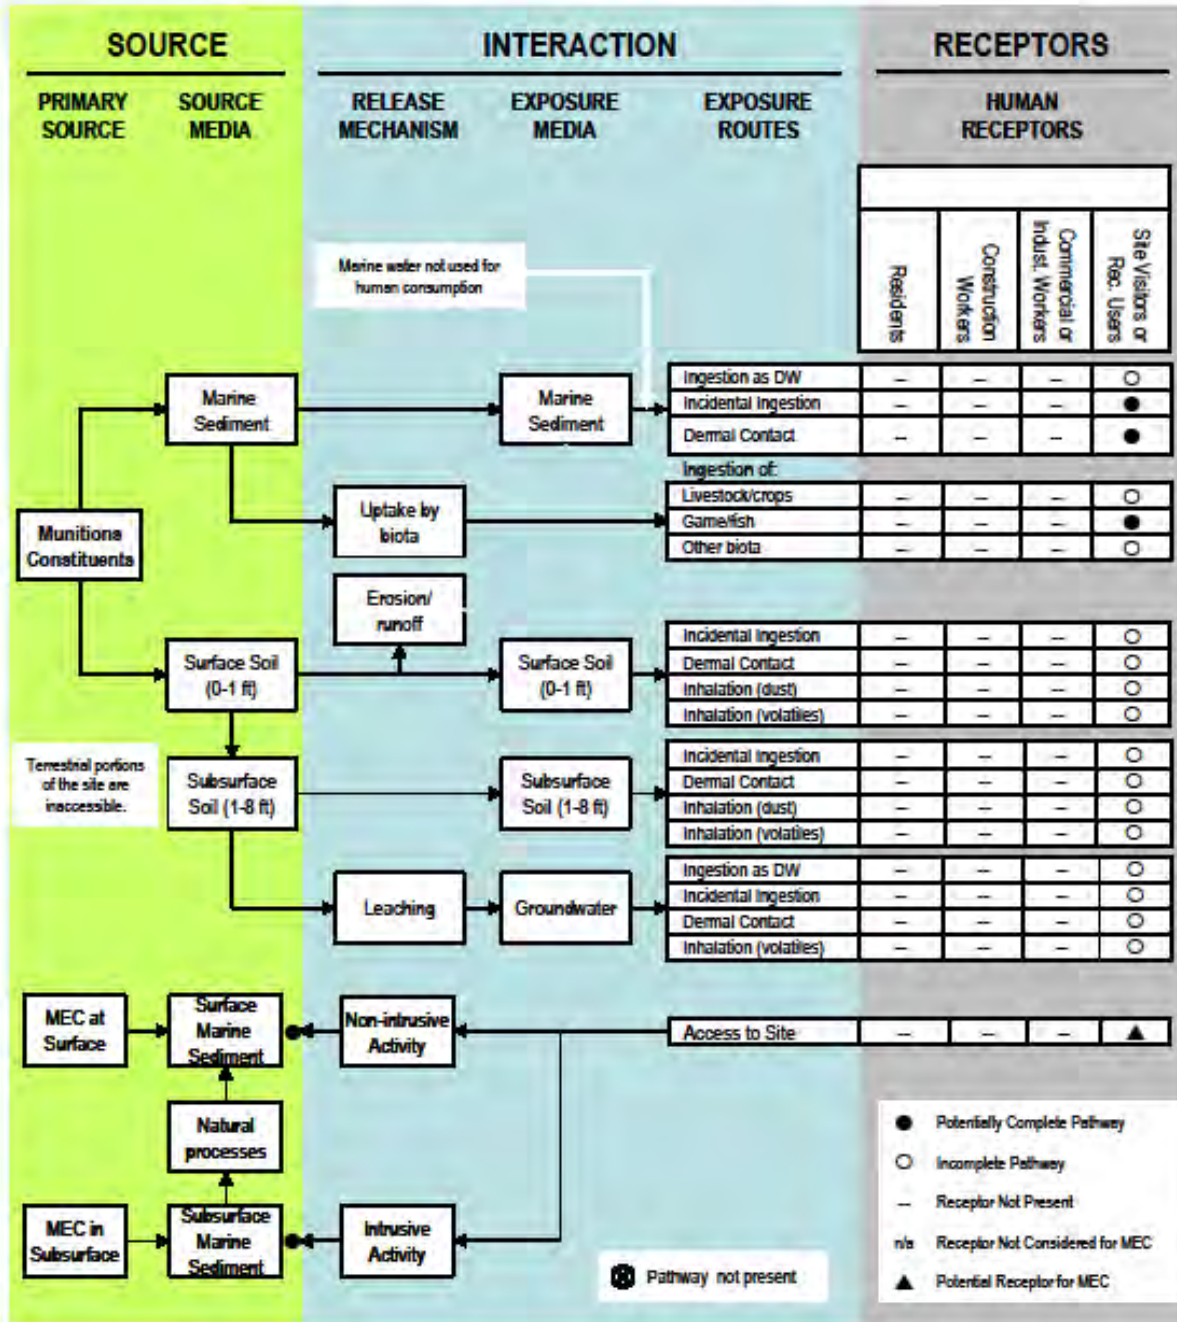 SOURCE
INTERACTION
RECEPTORS
PRIMARY
SOURCE
SOURCE
MEDIA
RELEASE
MECHANISM
EXPOSURE
MEDIA
EXPOSURE
ROUTES
HUMAN
RECEPTORS
Residents
Construction
Workers
Commercial or
Indust. Workers
Site Visitors or
Rec. Users
Marine water not used for
human consumption
Marine
Sediment
Marine
Sediment
Ingestion as DW -- -- -- ○
Incidental Ingestion -- -- -- ●
Dermal Contact -- -- -- ●
Ingestion of:
Livestock/crops -- -- -- ○
Game/fish -- -- -- ●
Other biota -- -- -- ○
Munitions
Constituents
Uptake by
biota
Erosion/
runoff
Surface Soil
(0-1 ft)
Surface Soil
(0-1 ft)
Incidental Ingestion -- -- -- ○
Dermal Contact -- -- -- ○
Inhalation (dust) -- -- -- ○
Inhalation (volatiles) -- -- -- ○
Terrestrial portions
of the site are
inaccessible.
Subsurface
Soil (1-8 ft)
Subsurface
Soil (1-8 ft)
Incidental Ingestion -- -- -- ○
Dermal Contact -- -- -- ○
Inhalation (dust) -- -- -- ○
Inhalation (volatiles) -- -- -- ○
Leaching
Groundwater
Ingestion as DW -- -- -- ○
Incidental Ingestion -- -- -- ○
Dermal Contact -- -- -- ○
Inhalation (volatiles) -- -- -- ○
MEC at
Surface
Surface
Marine
Sediment
Non-intrusive
Activity
Access to Site -- -- -- ▲
Natural
processes
MEC in
Subsurface
Subsurface
Marine
Sediment
Intrusive
Activity
Pathway not present
● Potentially Complete Pathway
○ Incomplete Pathway
-- Receptor Not Present
n/a Receptor Not Considered for MEC
▲ Potential Receptor for MEC